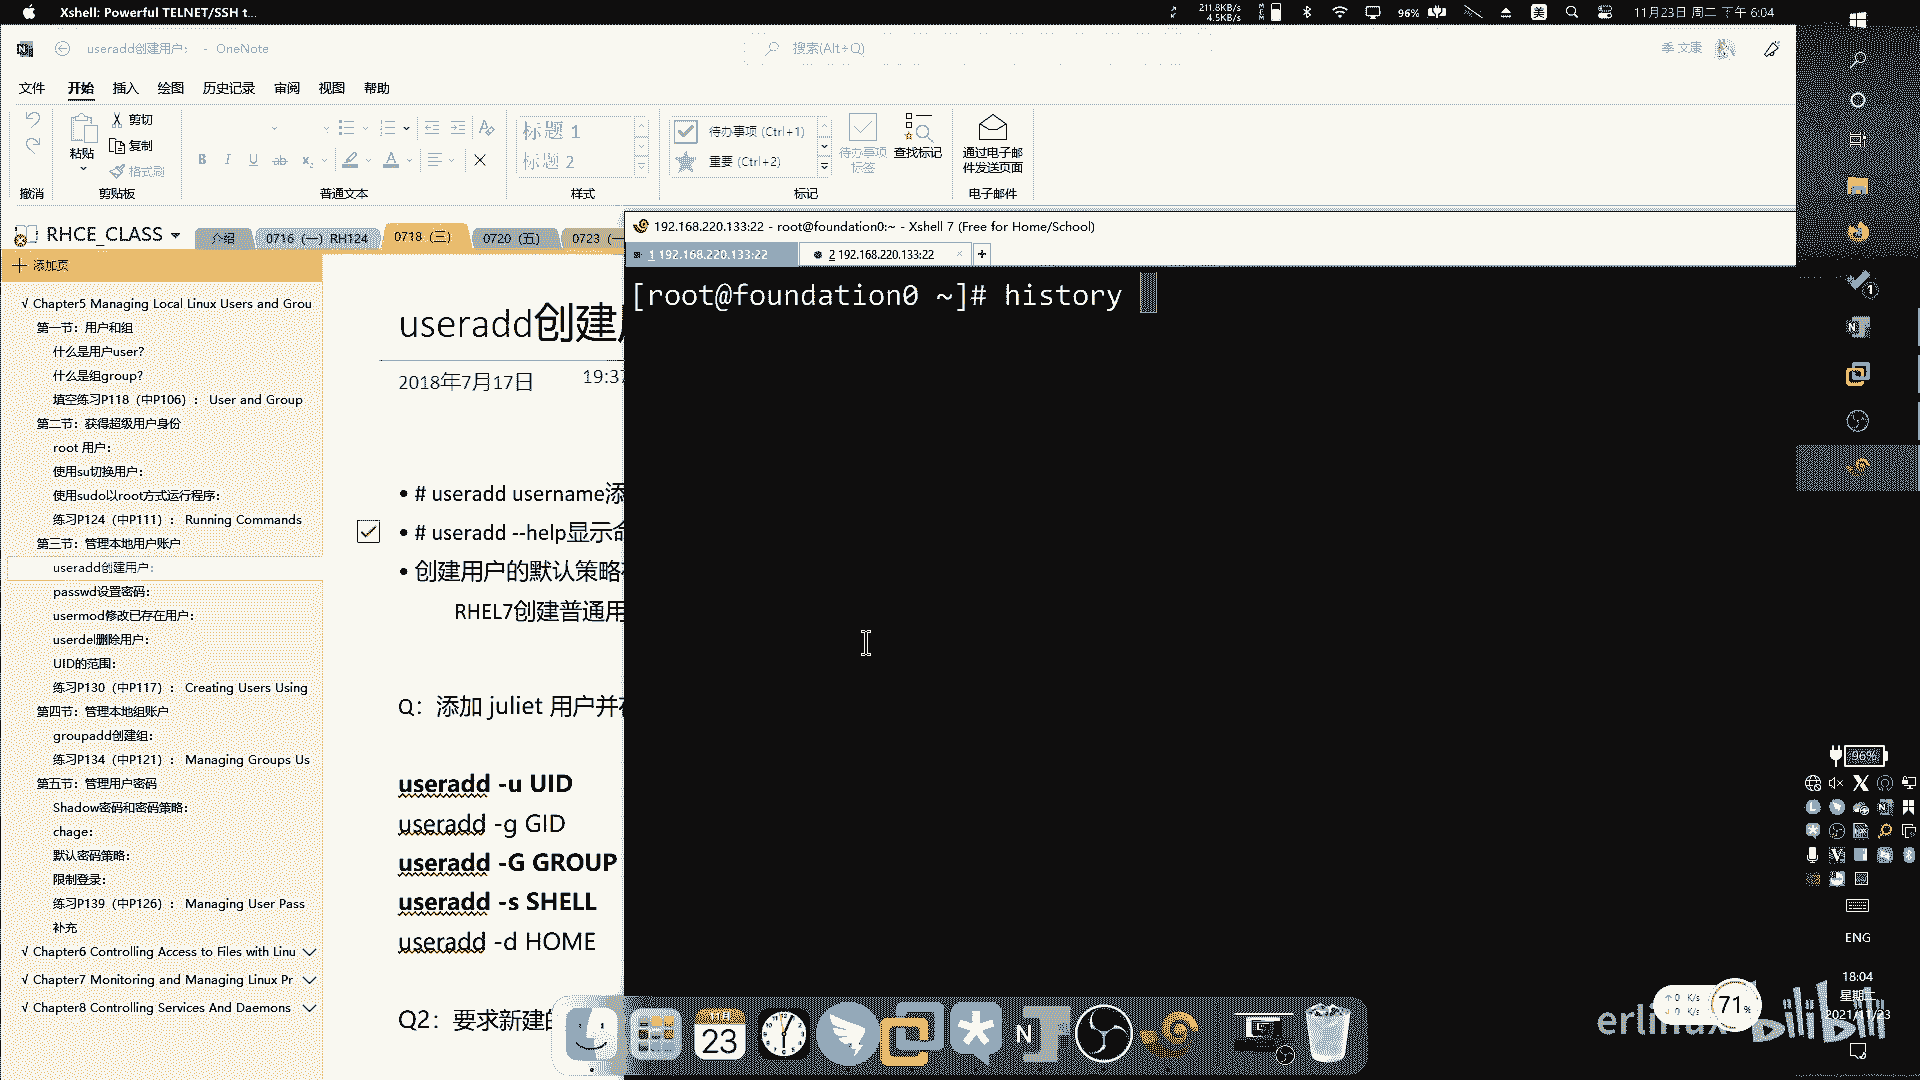 Xshell: Powerful TELNET/SSH t...
211.8KB/s
4.5KB/s
96%
美
11月23日 周二 下午 6:04
useradd创建用户: - OneNote
搜索(Alt+Q)
季 文康
文件 开始 插入 绘图 历史记录 审阅 视图 帮助
粘贴
剪切
复制
格式刷
标题 1
标题 2
待办事项 (Ctrl+1)
重要 (Ctrl+2)
待办事项
标签
查找标记
通过电子邮
件发送页面
撤消 剪贴板 普通文本 样式 标记 电子邮件
RHCE_CLASS
介绍 0716 (一) RH124 0718 (三) 0720 (五) 0723 (一
添加页
√ Chapter5 Managing Local Linux Users and Grou
第一节: 用户和组
什么是用户user?
什么是组group?
填空练习P118 (中P106) : User and Group
第二节: 获得超级用户身份
root 用户:
使用su切换用户:
使用sudo以root方式运行程序:
练习P124 (中P111) : Running Commands
第三节: 管理本地用户账户
useradd创建用户:
passwd设置密码:
usermod修改已存在用户:
userdel删除用户:
UID的范围:
练习P130 (中P117) : Creating Users Using
第四节: 管理本地组账户
groupadd创建组:
练习P134 (中P121) : Managing Groups Us
第五节: 管理用户密码
Shadow密码和密码策略:
chage:
默认密码策略:
限制登录:
练习P139 (中P126) : Managing User Pass
补充
√ Chapter6 Controlling Access to Files with Linu
√ Chapter7 Monitoring and Managing Linux Pr
√ Chapter8 Controlling Services And Daemons
useradd创建
2018年7月17日 19:37
• # useradd username添
• # useradd --help显示命
• 创建用户的默认策略
RHEL7创建普通用
Q: 添加 juliet 用户并
useradd -u UID
useradd -g GID
useradd -G GROUP
useradd -s SHELL
useradd -d HOME
Q2: 要求新建的
192.168.220.133:22 - root@foundation0:~ - Xshell 7 (Free for Home/School)
1 192.168.220.133:22
2 192.168.220.133:22
[root@foundation0 ~]# history
11月
23
96%
ENG
18:04
星期二
2021/11/23
0 K/s
0 K/s
71%
erlinux
bilibili